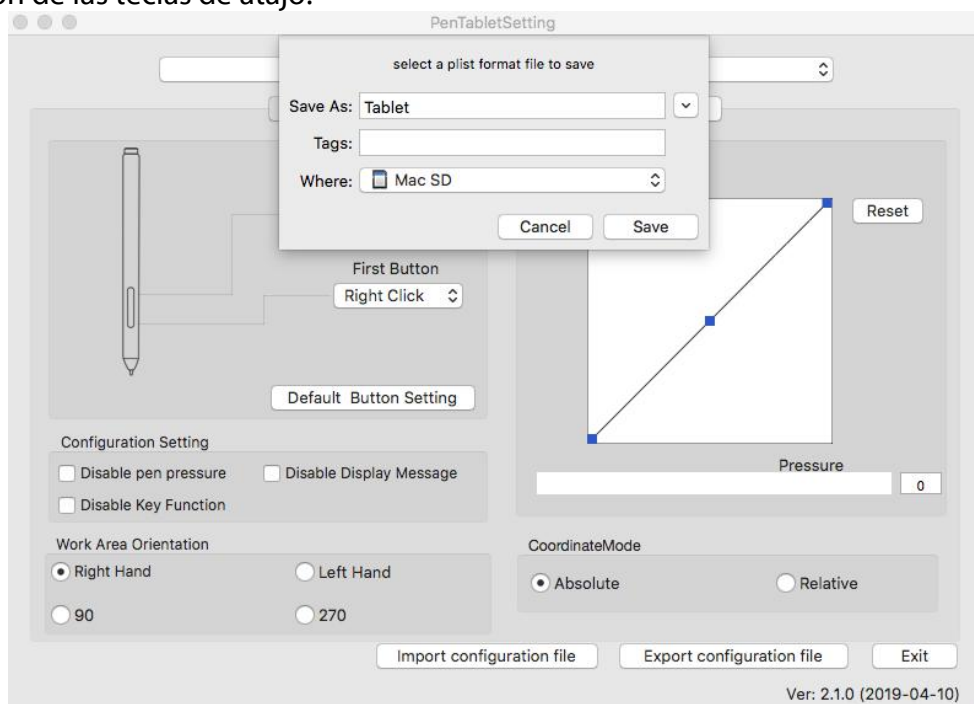 ón de las teclas de atajo.
PenTabletSetting
select a plist format file to save
Save As: Tablet
Tags:
Where: Mac SD
Cancel Save
Reset
First Button
Right Click
Default Button Setting
Configuration Setting
Disable pen pressure Disable Display Message
Disable Key Function
Pressure
0
Work Area Orientation
Right Hand Left Hand
90 270
CoordinateMode
Absolute Relative
Import configuration file Export configuration file Exit
Ver: 2.1.0 (2019-04-10)